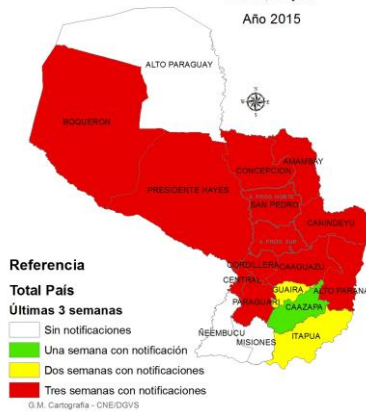 Año 2015
ALTO PARAGUAY
BOQUERON
AMAMBAY
CONCEPCION
PRESIDENTE HAYES
SAN PEDRO
CANINDEYU
CORDILLERA
CAAGUAZU
CENTRAL
GUAIRA
ALTO PARANA
PARAGUARI
CAAZAPA
ÑEEMBUCU
MISIONES
ITAPUA
Referencia
Total País
Últimas 3 semanas
Sin notificaciones
Una semana con notificación
Dos semanas con notificaciones
Tres semanas con notificaciones
G.M. Cartografía - CNE/DGVS